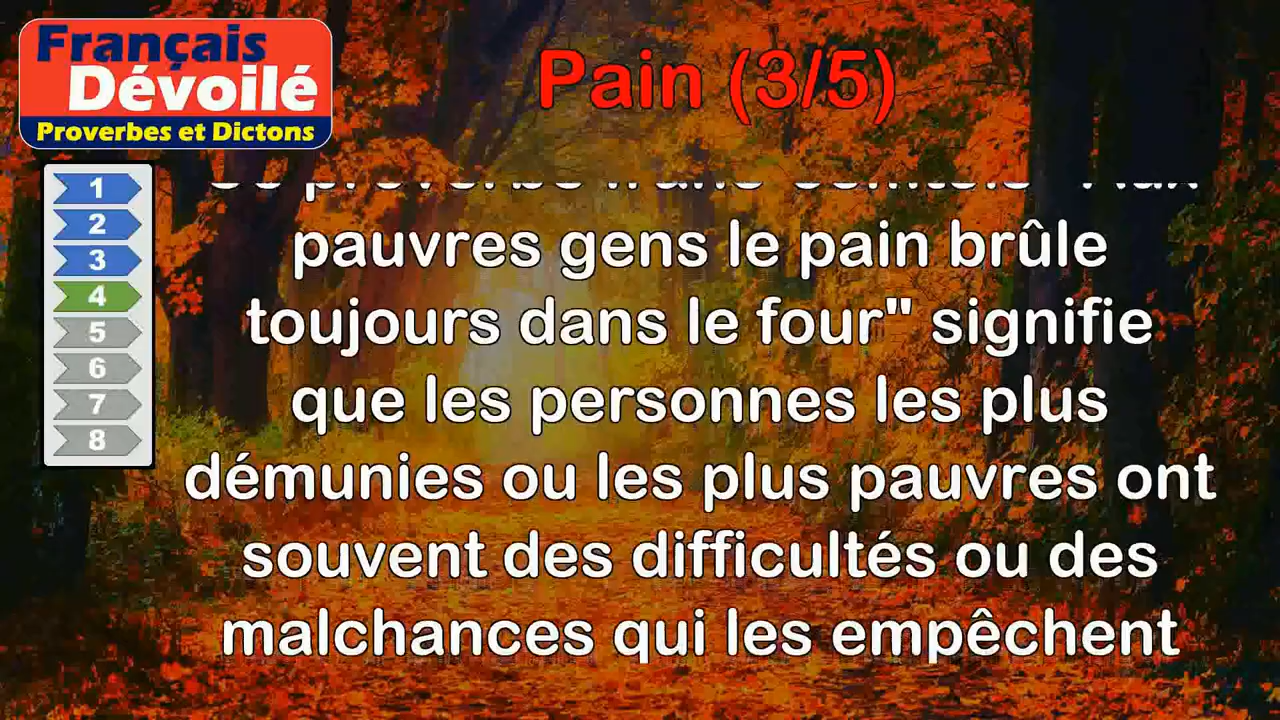 Français
Dévoilé
Proverbes et Dictons
Pain (3/5)
1
2
3
4
5
6
7
8
pauvres gens le pain brûle
toujours dans le four" signifie
que les personnes les plus
démunies ou les plus pauvres ont
souvent des difficultés ou des
malchances qui les empêchent